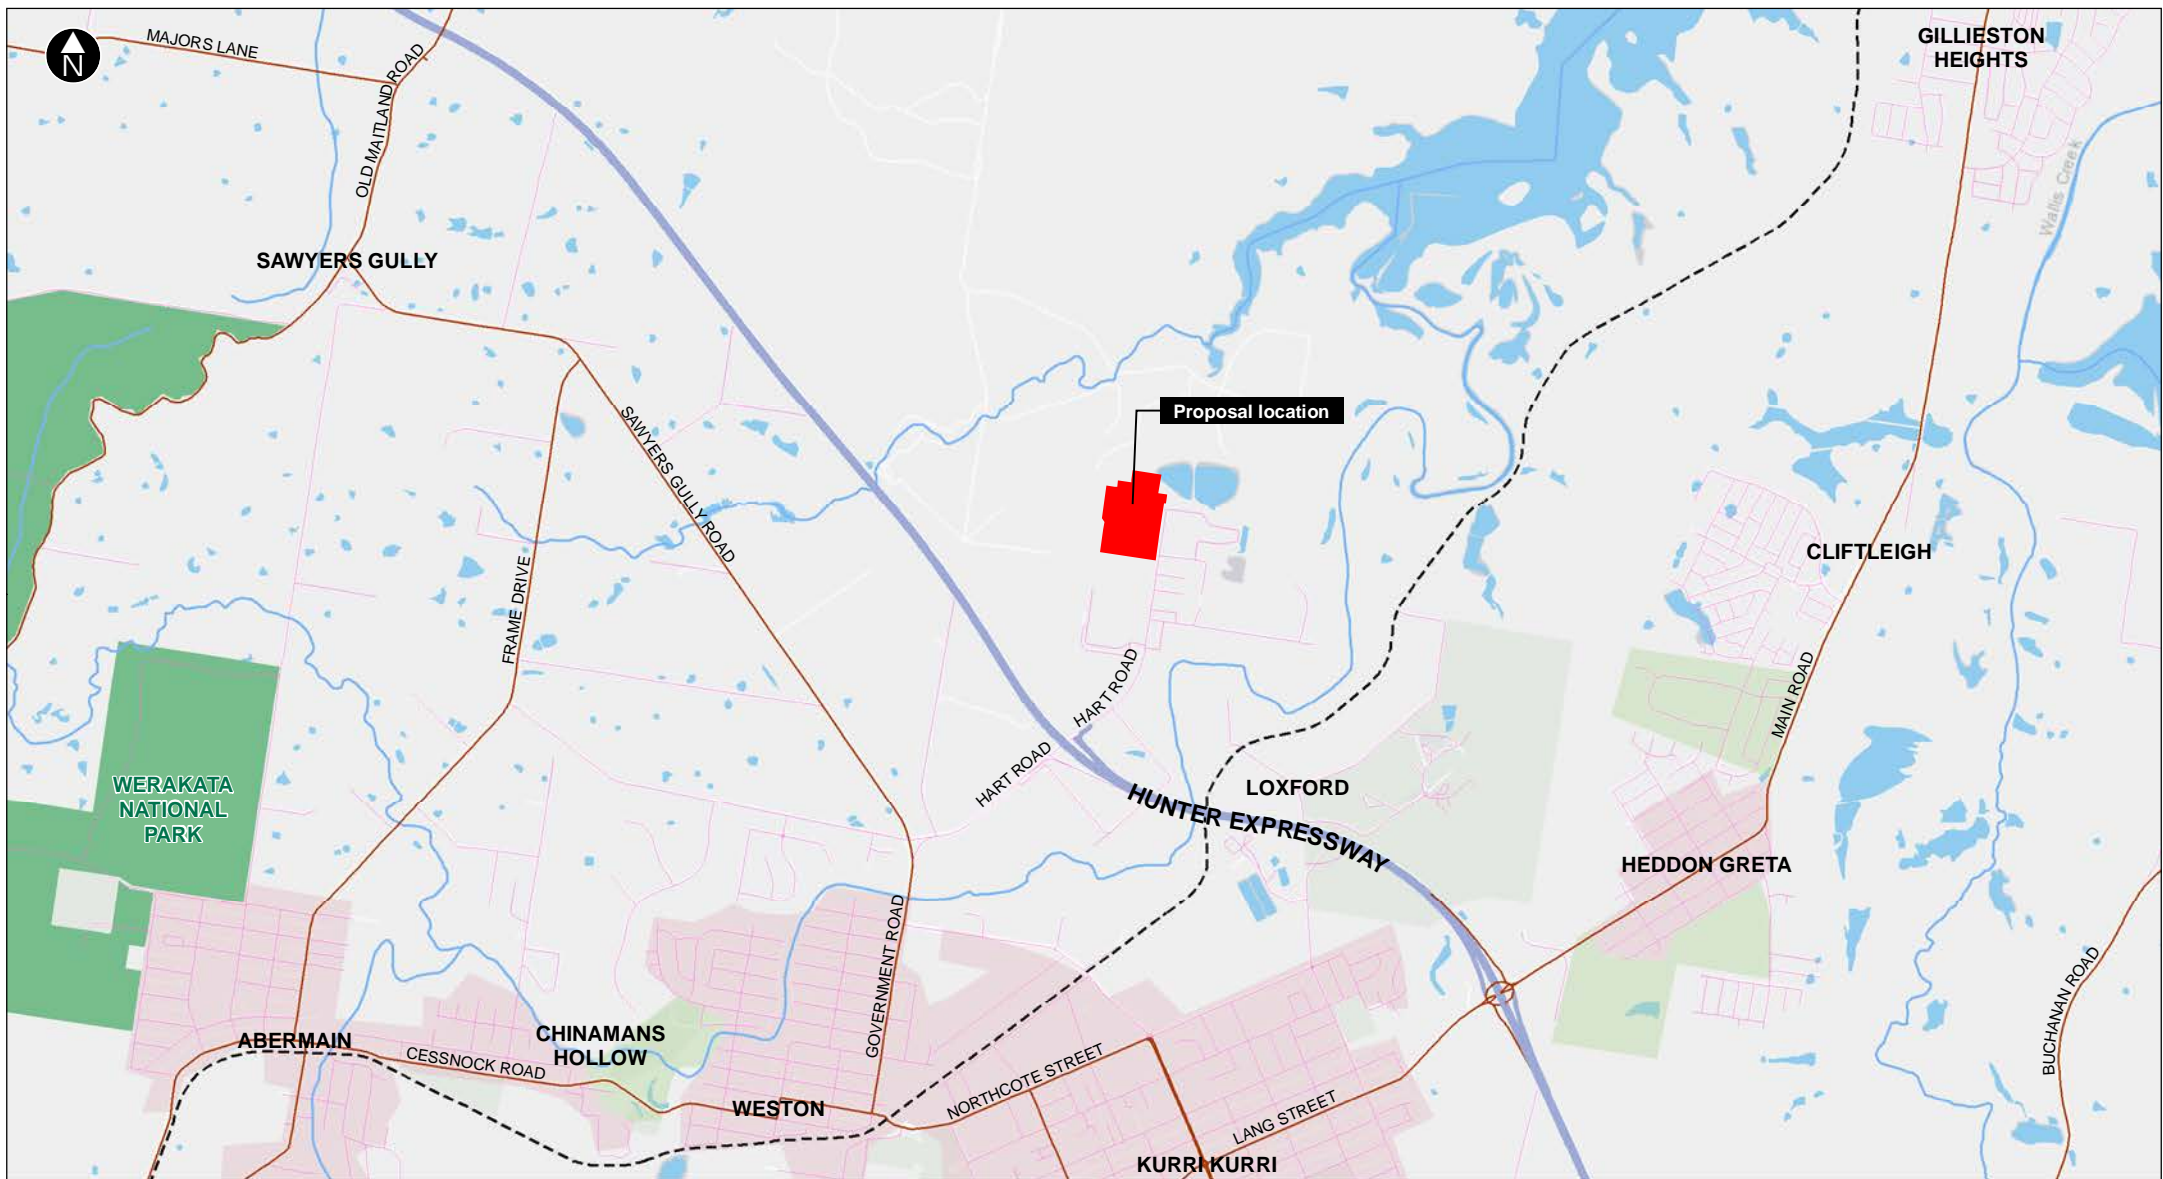 MAJORS LANE
N
OLD MAITLAND ROAD
GILLIESTON
HEIGHTS
Wallis Creek
SAWYERS GULLY
Proposal location
SAWYERS GULLY ROAD
CLIFTLEIGH
FRAME DRIVE
HART ROAD
MAIN ROAD
HART ROAD
WERAKATA
NATIONAL
PARK
LOXFORD
HUNTER EXPRESSWAY
HEDDON GRETA
GOVERNMENT ROAD
BUCHANAN ROAD
ABERMAIN
CHINAMANS
HOLLOW
CESSNOCK ROAD
NORTHCOTE STREET
WESTON
LANG STREET
KURRI KURRI